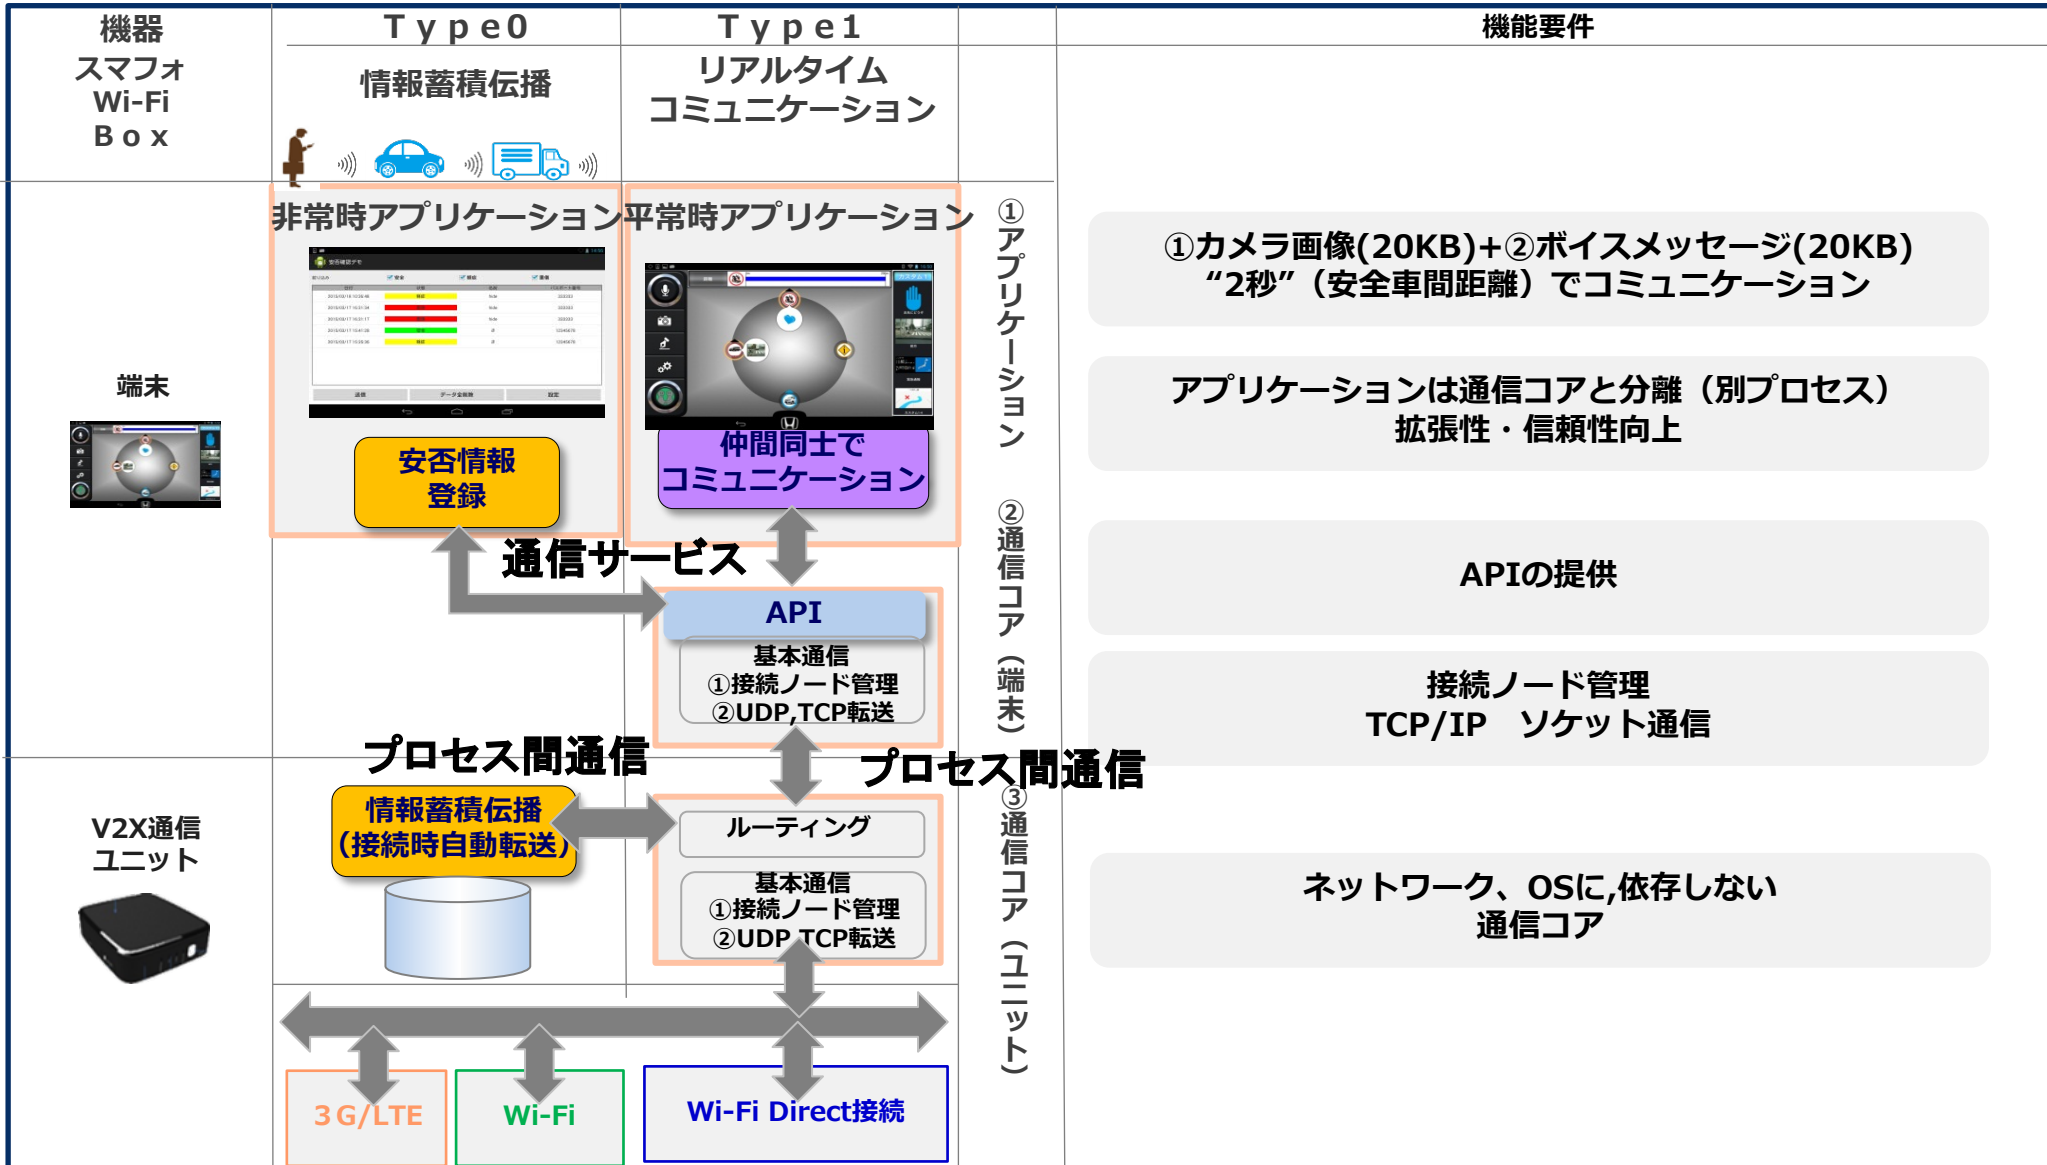 機器
Type0
Type1
機能要件
スマフォ
Wi-Fi
Box
情報蓄積伝播
リアルタイム
コミュニケーション
非常時アプリケーション
平常時アプリケーション
安否確認デモ
安全
データ全削除
設定
端末
安否情報
登録
仲間同士で
コミュニケーション
通信サービス
API
基本通信
①接続ノード管理
②UDP,TCP転送
プロセス間通信
プロセス間通信
V2X通信
ユニット
情報蓄積伝播
(接続時自動転送)
ルーティング
基本通信
①接続ノード管理
②UDP,TCP転送
3G/LTE
Wi-Fi
Wi-Fi Direct接続
①アプリケーション
②通信コア（端末）
③通信コア（ユニット）
①カメラ画像(20KB)+②ボイスメッセージ(20KB)
“2秒”（安全車間距離）でコミュニケーション
アプリケーションは通信コアと分離（別プロセス）
拡張性・信頼性向上
APIの提供
接続ノード管理
TCP/IP　ソケット通信
ネットワーク、OSに,依存しない
通信コア